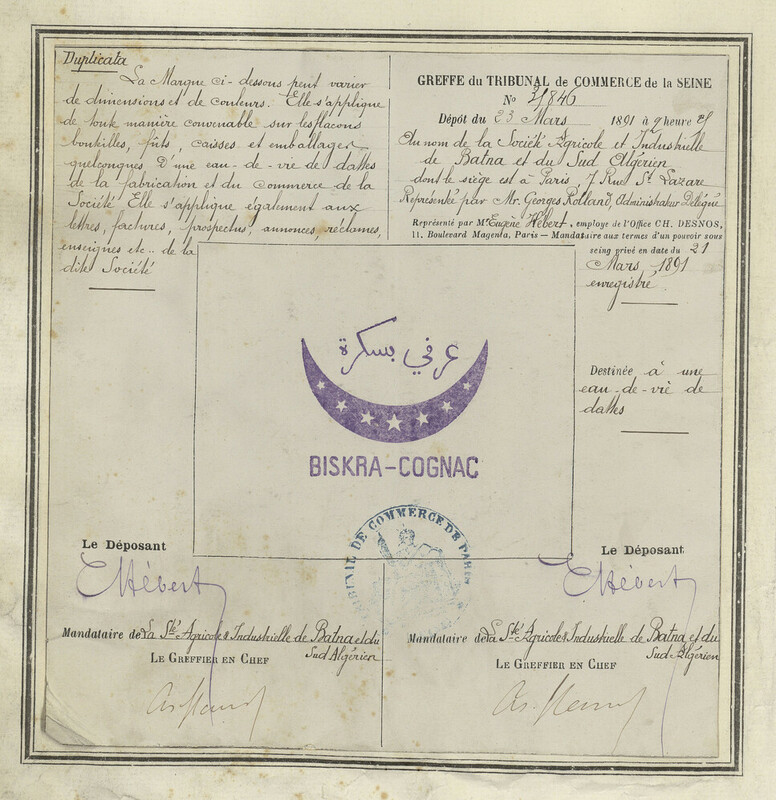 Duplicata
La Marque ci-dessous peut varier
de dimensions et de couleurs. Elle s'applique
de toute manière convenable sur les flacons
bouteilles, fûts, caisses et emballages
quelconques d'une eau-de-vie de dattes
de la fabrication et du commerce de la
Société. Elle s'applique également aux
lettres, factures, prospectus, annonces, réclames,
enseignes etc.. de la
dite Société
GREFFE du TRIBUNAL de COMMERCE de la SEINE
No
Dépôt du 23 Mars 1891 à 2 heure
Au nom de la Société Agricole et Industrielle
de Batna et du Sud Algérien
dont le siège est à Paris 7 Rue St. Lazare
Représentée par Mr. Georges Rolland, Administrateur Délégué
Représenté par Mr Eugène Hébert, employé de l'Office CH. DESNOS,
11, Boulevard Magenta, Paris — Mandataire aux termes d'un pouvoir sous
seing privé en date du 21
Mars 1891
enregistré.
Destinée à une
eau-de-vie de
dattes
عرفي بسكرة
BISKRA-COGNAC
TRIBUNAL DE COMMERCE DE PARIS
Le Déposant
EHébert
Mandataire de La Sté Agricole & Industrielle de Batna et du
Sud Algérien
LE GREFFIER EN CHEF
Le Déposant
EHébert
Mandataire de La Sté Agricole & Industrielle de Batna et du
Sud-Algérien
LE GREFFIER EN CHEF